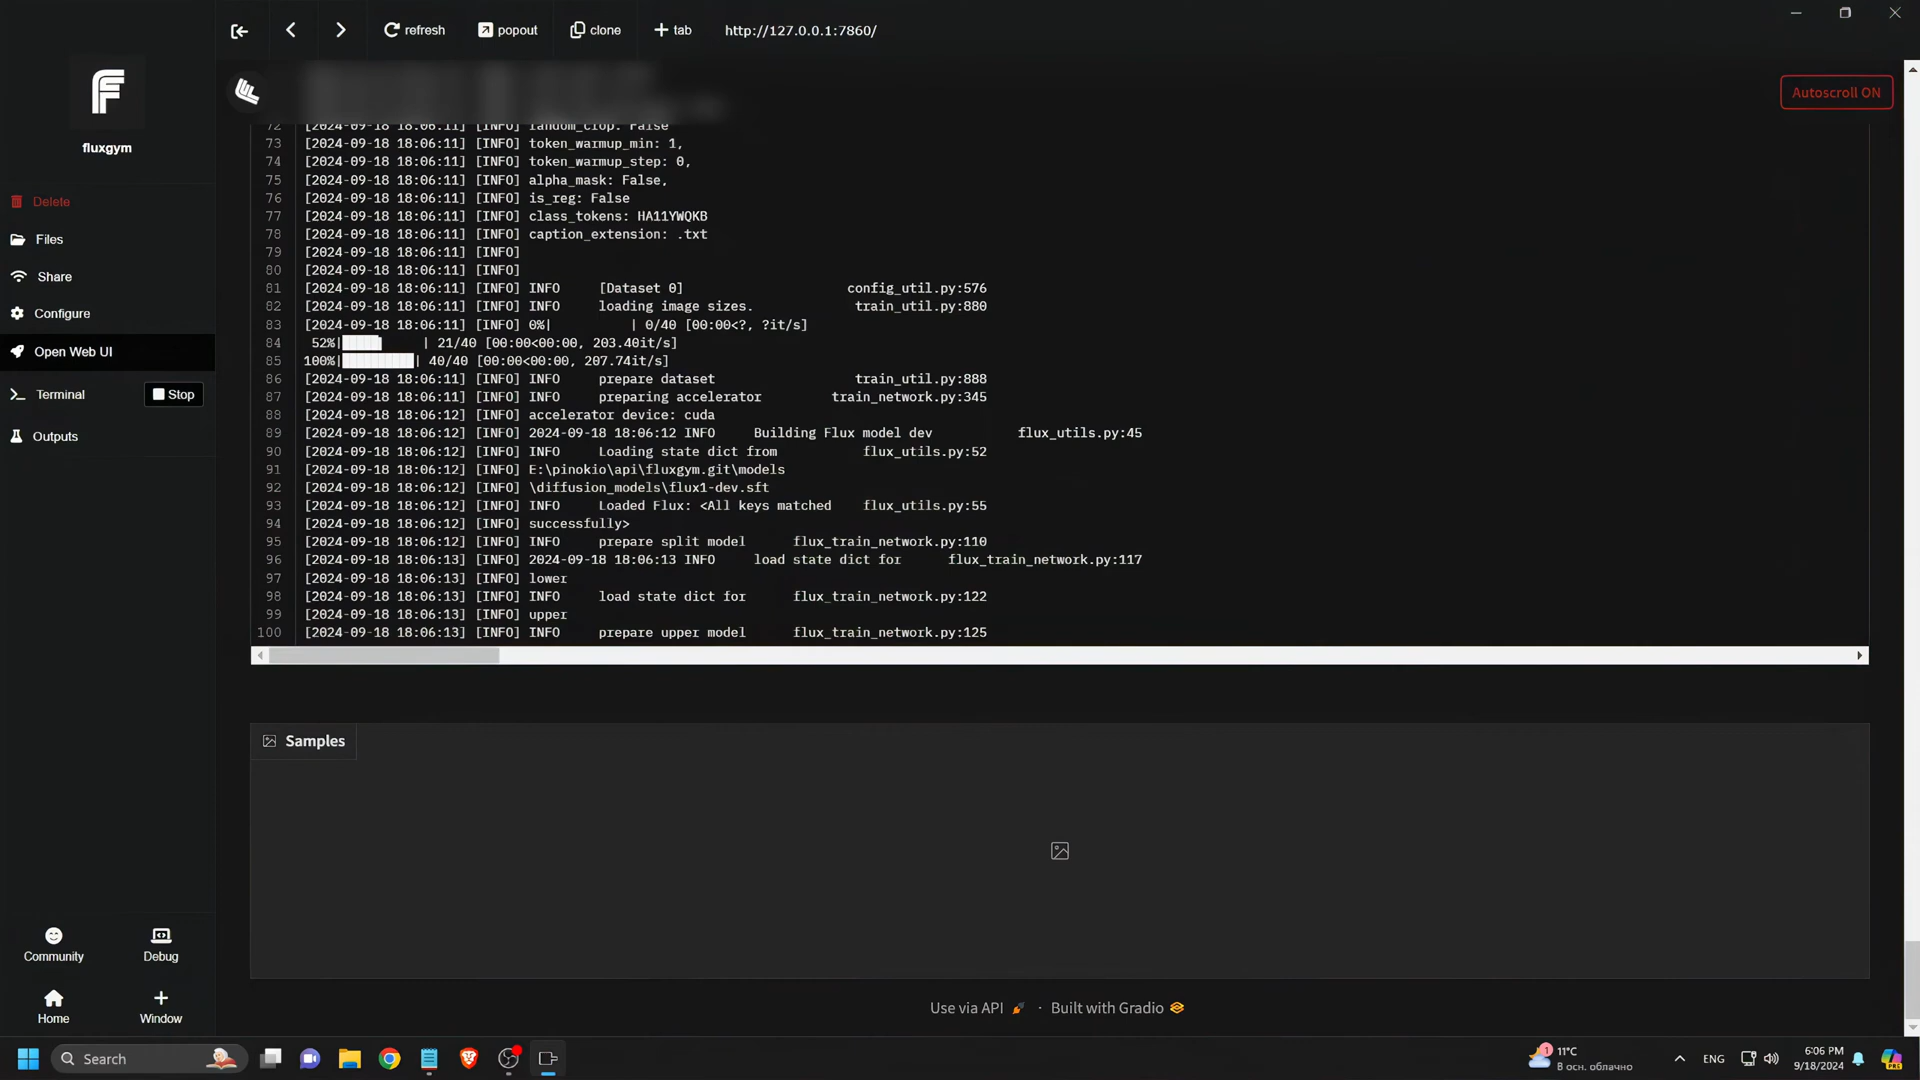 refresh
popout
clone
tab
http://127.0.0.1:7860/
fluxgym
Delete
Files
Share
Configure
Open Web UI
Terminal
Stop
Outputs
Community
Debug
Home
Window
Autoscroll ON
72 [2024-09-18 18:06:11] [INFO] random_crop: False
73 [2024-09-18 18:06:11] [INFO] token_warmup_min: 1,
74 [2024-09-18 18:06:11] [INFO] token_warmup_step: 0,
75 [2024-09-18 18:06:11] [INFO] alpha_mask: False,
76 [2024-09-18 18:06:11] [INFO] is_reg: False
77 [2024-09-18 18:06:11] [INFO] class_tokens: HA11YWQKB
78 [2024-09-18 18:06:11] [INFO] caption_extension: .txt
79 [2024-09-18 18:06:11] [INFO]
80 [2024-09-18 18:06:11] [INFO]
81 [2024-09-18 18:06:11] [INFO] INFO [Dataset 0] config_util.py:576
82 [2024-09-18 18:06:11] [INFO] INFO loading image sizes. train_util.py:880
83 [2024-09-18 18:06:11] [INFO] 0%| | 0/40 [00:00<?, ?it/s]
84 52%|█████ | 21/40 [00:00<00:00, 203.40it/s]
85 100%|█████████| 40/40 [00:00<00:00, 207.74it/s]
86 [2024-09-18 18:06:11] [INFO] INFO prepare dataset train_util.py:888
87 [2024-09-18 18:06:11] [INFO] INFO preparing accelerator train_network.py:345
88 [2024-09-18 18:06:12] [INFO] accelerator device: cuda
89 [2024-09-18 18:06:12] [INFO] 2024-09-18 18:06:12 INFO Building Flux model dev flux_utils.py:45
90 [2024-09-18 18:06:12] [INFO] INFO Loading state dict from flux_utils.py:52
91 [2024-09-18 18:06:12] [INFO] E:\pinokio\api\fluxgym.git\models
92 [2024-09-18 18:06:12] [INFO] \diffusion_models\flux1-dev.sft
93 [2024-09-18 18:06:12] [INFO] INFO Loaded Flux: <All keys matched flux_utils.py:55
94 [2024-09-18 18:06:12] [INFO] successfully>
95 [2024-09-18 18:06:12] [INFO] INFO prepare split model flux_train_network.py:110
96 [2024-09-18 18:06:13] [INFO] 2024-09-18 18:06:13 INFO load state dict for flux_train_network.py:117
97 [2024-09-18 18:06:13] [INFO] lower
98 [2024-09-18 18:06:13] [INFO] INFO load state dict for flux_train_network.py:122
99 [2024-09-18 18:06:13] [INFO] upper
100 [2024-09-18 18:06:13] [INFO] INFO prepare upper model flux_train_network.py:125
Samples
Use via API · Built with Gradio
Search
1
11°C
В осн. облачно
ENG
6:06 PM
9/18/2024
PRE